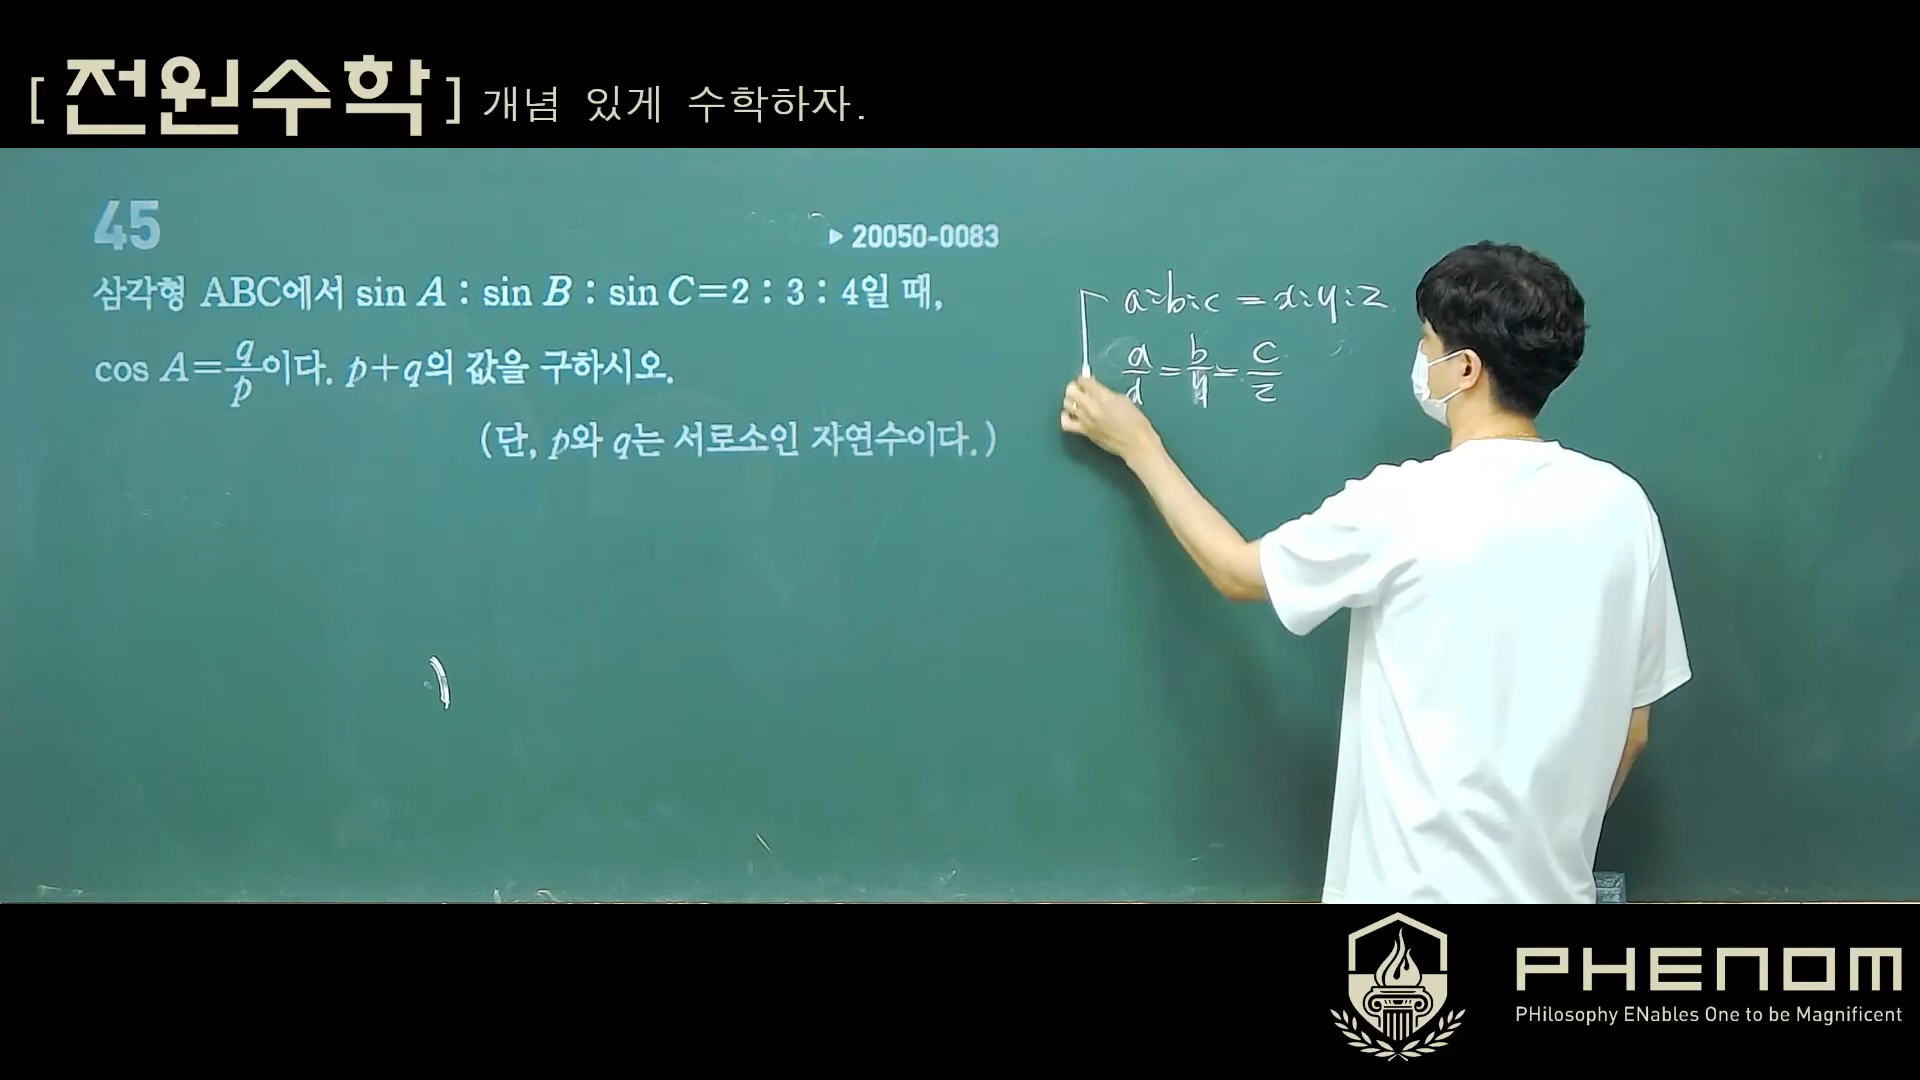 [전원수학] 개념 있게 수학하자.
45
▶ 20050-0083
삼각형 ABC에서 sin A : sin B : sin C=2 : 3 : 4일 때,
cos A=q/p이다. p+q의 값을 구하시오.
(단, p와 q는 서로소인 자연수이다.)
a:b:c = x:y:z
a/x = b/y = c/z
PHENOM
PHilosophy ENables One to be Magnificent